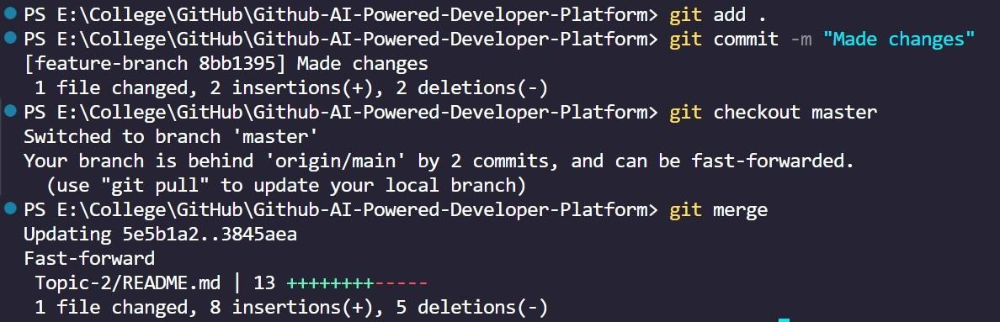 PS E:\College\GitHub\Github-AI-Powered-Developer-Platform> git add .
PS E:\College\GitHub\Github-AI-Powered-Developer-Platform> git commit -m "Made changes"
[feature-branch 8bb1395] Made changes
 1 file changed, 2 insertions(+), 2 deletions(-)
PS E:\College\GitHub\Github-AI-Powered-Developer-Platform> git checkout master
Switched to branch 'master'
Your branch is behind 'origin/main' by 2 commits, and can be fast-forwarded.
  (use "git pull" to update your local branch)
PS E:\College\GitHub\Github-AI-Powered-Developer-Platform> git merge
Updating 5e5b1a2..3845aea
Fast-forward
 Topic-2/README.md | 13 ++++++++-----
 1 file changed, 8 insertions(+), 5 deletions(-)